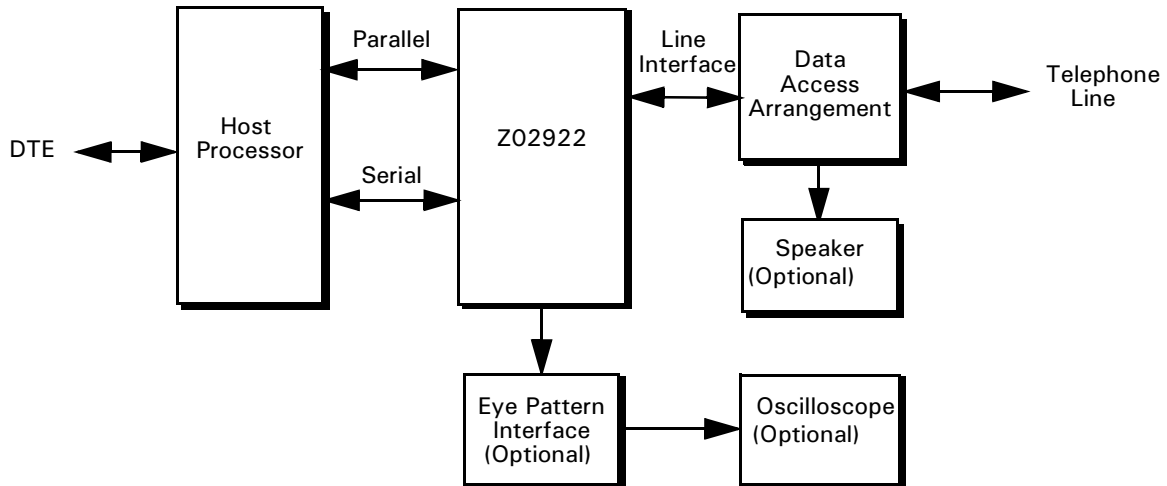 DTE
Host
Processor
Parallel
Serial
Z02922
Line
Interface
Data
Access
Arrangement
Telephone
Line
Speaker
(Optional)
Eye Pattern
Interface
(Optional)
Oscilloscope
(Optional)